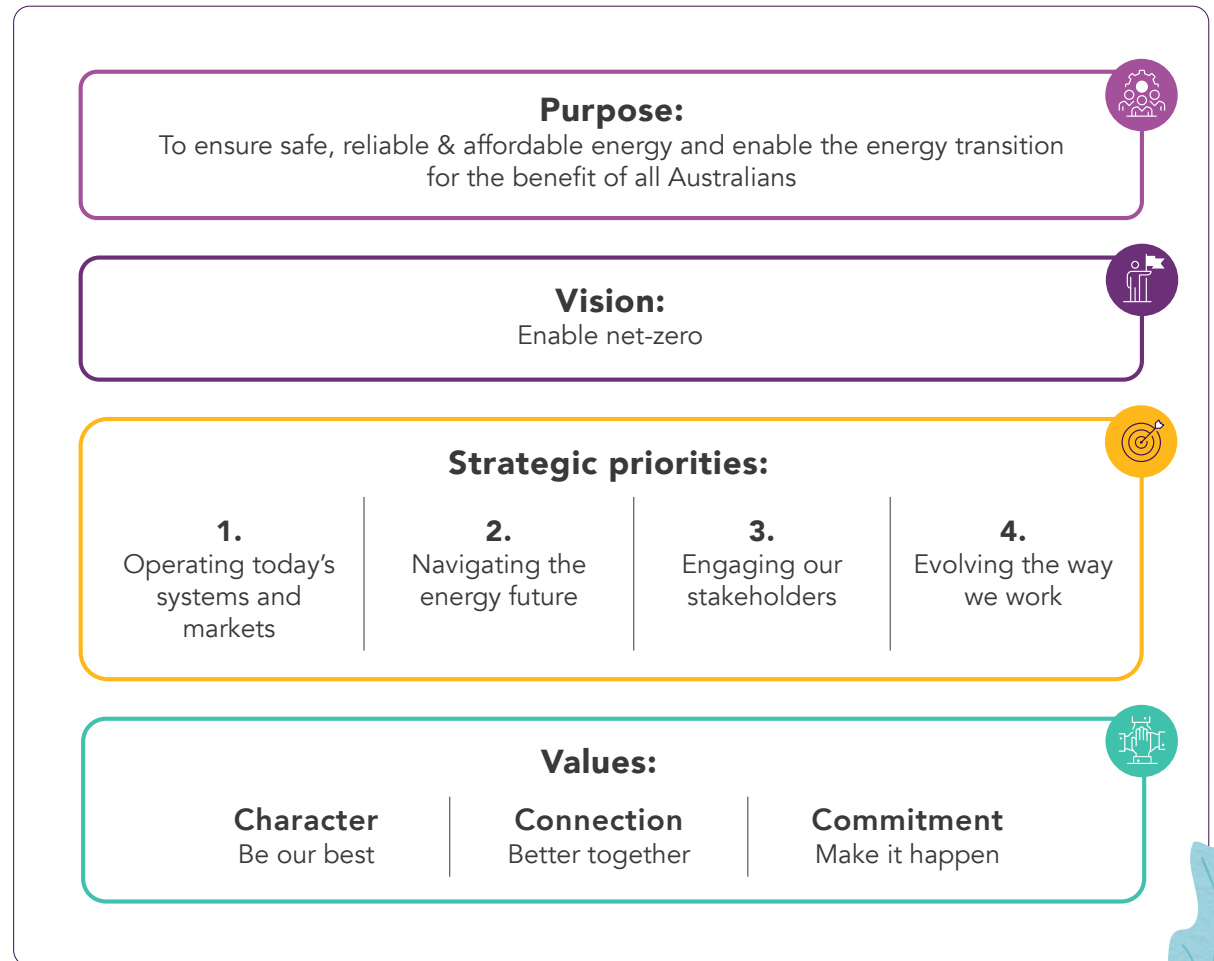 Purpose:
To ensure safe, reliable & affordable energy and enable the energy transition
for the benefit of all Australians
Vision:
Enable net-zero
Strategic priorities:
1.
Operating today's
systems and
markets
2.
Navigating the
energy future
3.
Engaging our
stakeholders
4.
Evolving the way
we work
Values:
Character
Be our best
Connection
Better together
Commitment
Make it happen